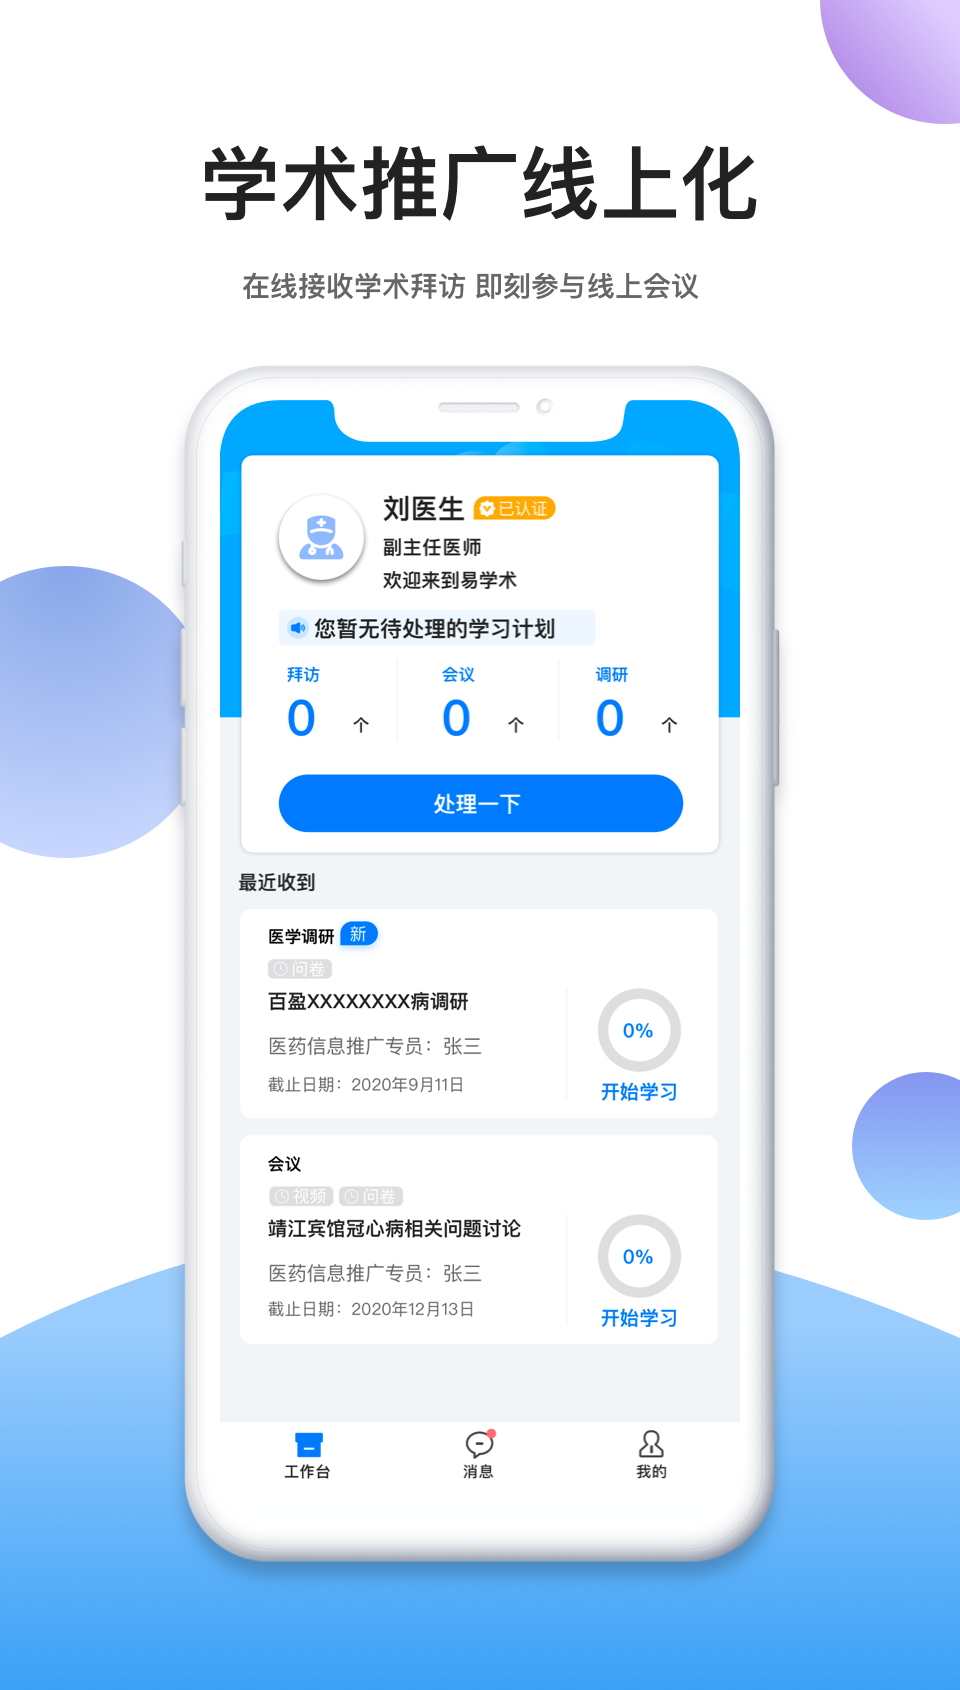 学术推广线上化
在线接收学术拜访 即刻参与线上会议
刘医生 已认证
副主任医师
欢迎来到易学术
您暂无待处理的学习计划
拜访 会议 调研
0 个 0 个 0 个
处理一下
最近收到
医学调研 新
问卷
百盈XXXXXXXX病调研
医药信息推广专员：张三
截止日期：2020年9月11日
0%
开始学习
会议
视频 问卷
靖江宾馆冠心病相关问题讨论
医药信息推广专员：张三
截止日期：2020年12月13日
0%
开始学习
工作台 消息 我的